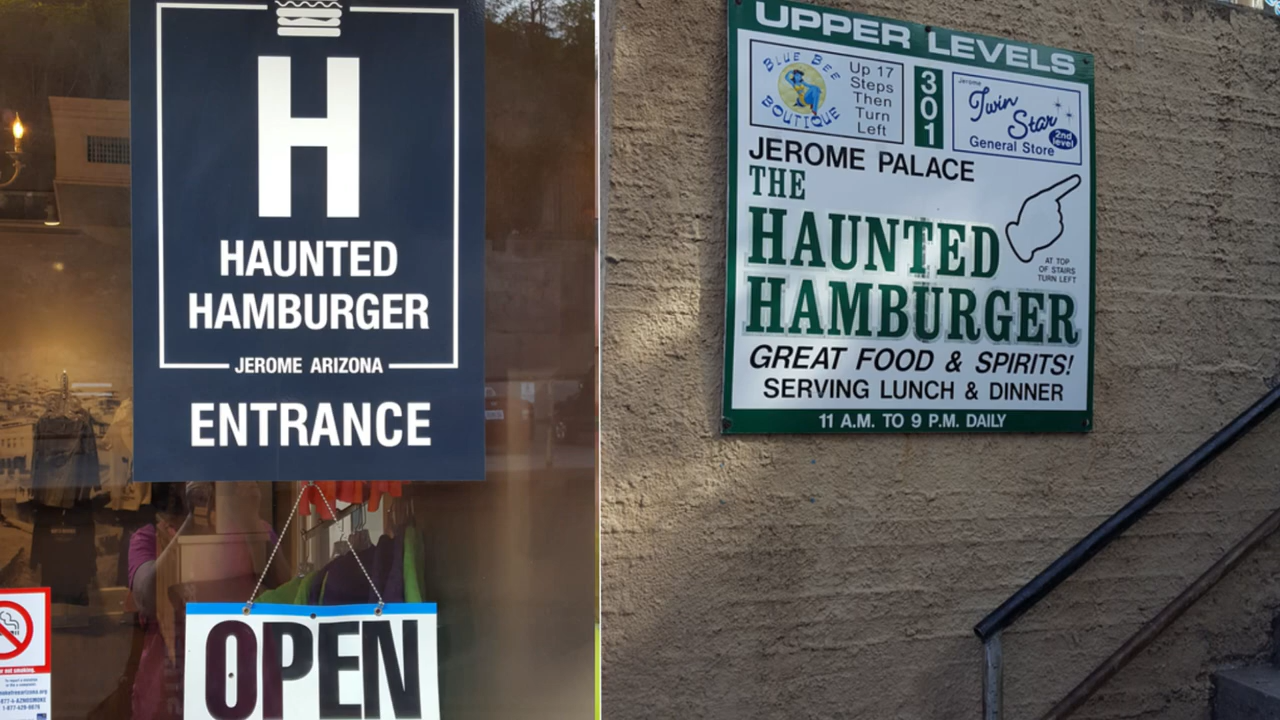 H
HAUNTED
HAMBURGER
JEROME ARIZONA
ENTRANCE
OPEN
UPPER LEVELS
BLUE BEE
BOUTIQUE
Up 17
Steps
Then
Turn
Left
301
Jerome
Twin
Star
2nd
level
General Store
JEROME PALACE
THE
HAUNTED
HAMBURGER
AT TOP
OF STAIRS
TURN LEFT
GREAT FOOD & SPIRITS!
SERVING LUNCH & DINNER
11 A.M. TO 9 P.M. DAILY